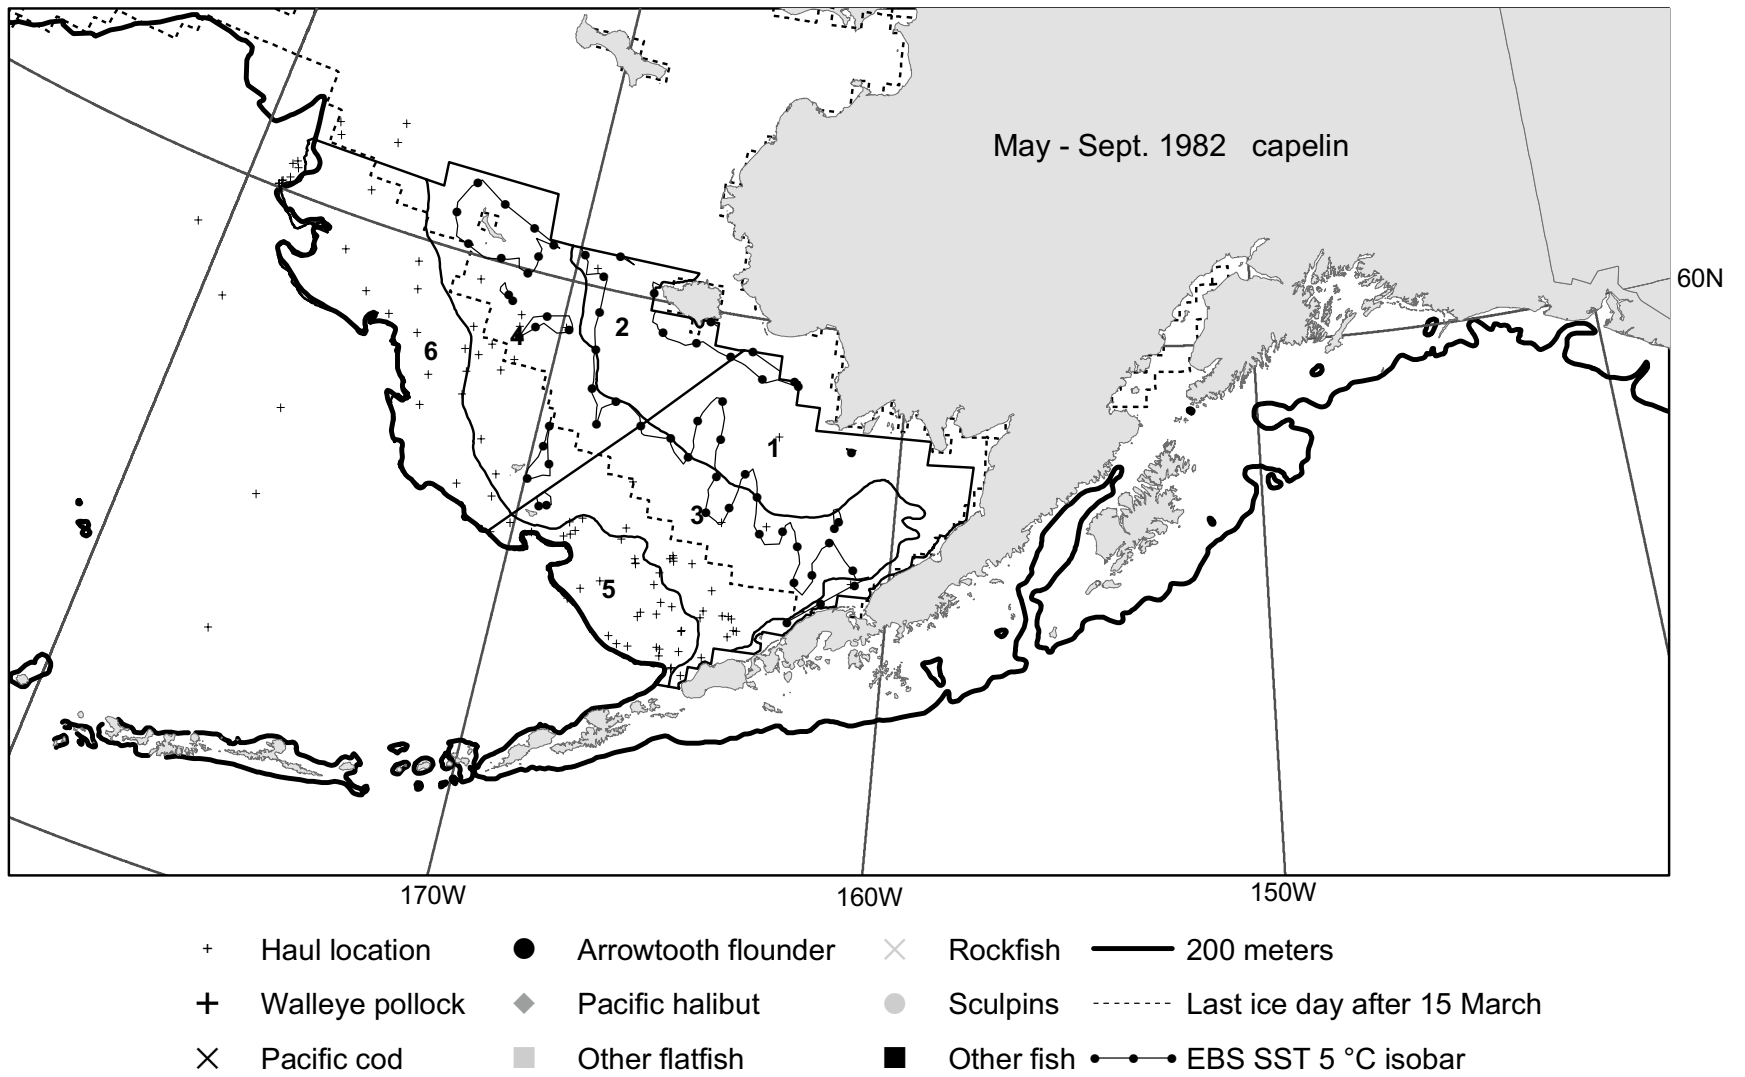 May - Sept. 1982 capelin
60N
2
4
6
1
3
5
170W
160W
150W
Haul location
Arrowtooth flounder
Rockfish
200 meters
Walleye pollock
Pacific halibut
Sculpins
Last ice day after 15 March
Pacific cod
Other flatfish
Other fish
EBS SST 5 °C isobar